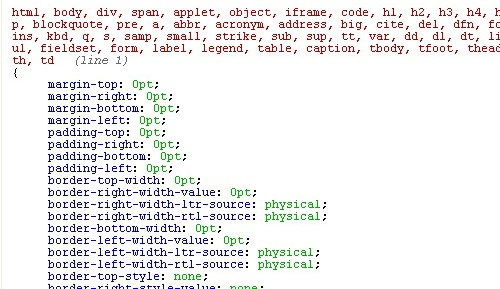 html, body, div, span, applet, object, iframe, code, h1, h2, h3, h4, h
p, blockquote, pre, a, abbr, acronym, address, big, cite, del, dfn, fo
ins, kbd, q, s, samp, small, strike, sub, sup, tt, var, dd, dl, dt, li
ul, fieldset, form, label, legend, table, caption, tbody, tfoot, thead
th, td (line 1)
{
margin-top: 0pt;
margin-right: 0pt;
margin-bottom: 0pt;
margin-left: 0pt;
padding-top: 0pt;
padding-right: 0pt;
padding-bottom: 0pt;
padding-left: 0pt;
border-top-width: 0pt;
border-right-width-value: 0pt;
border-right-width-ltr-source: physical;
border-right-width-rtl-source: physical;
border-bottom-width: 0pt;
border-left-width-value: 0pt;
border-left-width-ltr-source: physical;
border-left-width-rtl-source: physical;
border-top-style: none;
border-right-style-value: none;